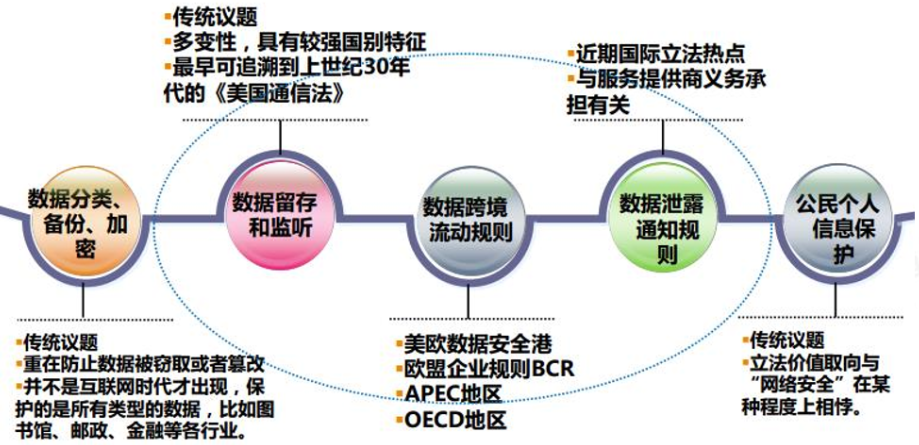 ▪传统议题
▪多变性，具有较强国别特征
▪最早可追溯到上世纪30年
代的《美国通信法》
▪近期国际立法热点
▪与服务提供商义务承
担有关
数据分类、
备份、加
密
数据留存
和监听
数据跨境
流动规则
数据泄露
通知规
则
公民个人
信息保
护
▪传统议题
▪重在防止数据被窃取或者篡改
▪并不是互联网时代才出现，保
护的是所有类型的数据，比如图
书馆、邮政、金融等各行业。
▪美欧数据安全港
▪欧盟企业规则BCR
▪APEC地区
▪OECD地区
▪传统议题
▪立法价值取向与
“网络安全”在某
种程度上相悖。